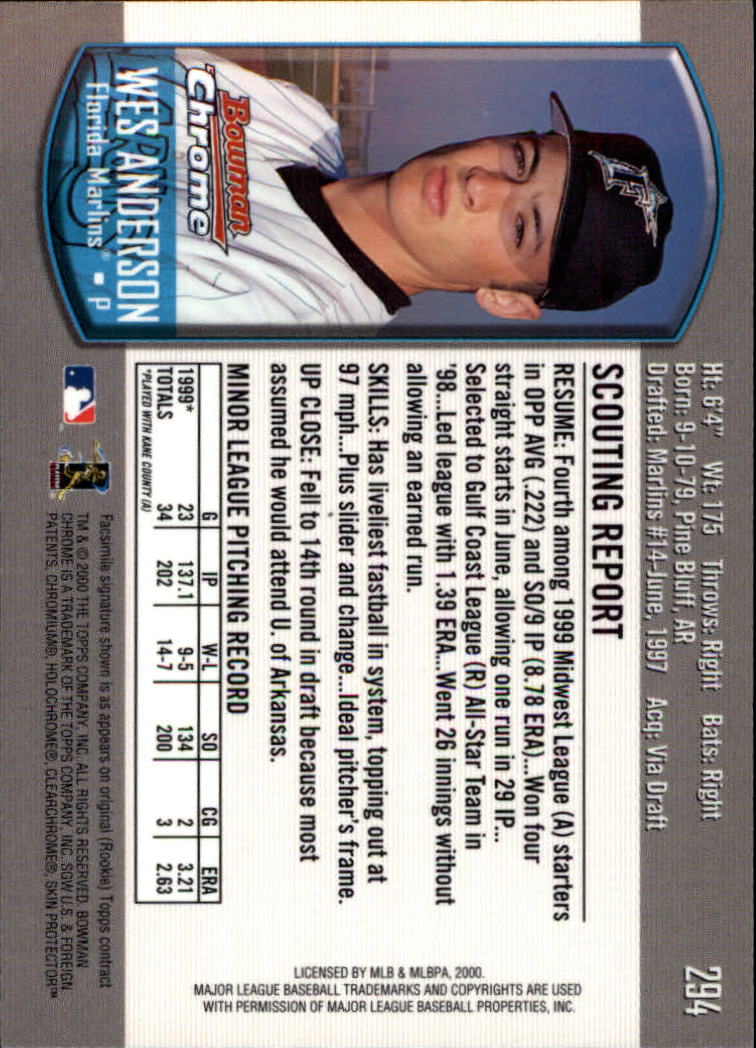 294
Ht: 6'4" Wt: 175 Throws: Right Bats: Right
Born: 9-10-79, Pine Bluff, AR
Drafted: Marlins #14-June, 1997 Acq: Via Draft
SCOUTING REPORT
RESUME: Fourth among 1999 Midwest League (A) starters
in OPP AVG (.222) and SO/9 IP (8.78 ERA)...Won four
straight starts in June, allowing one run in 29 IP...
Selected to Gulf Coast League (R) All-Star Team in
'98...Led league with 1.39 ERA...Went 26 innings without
allowing an earned run.
SKILLS: Has liveliest fastball in system, topping out at
97 mph...Plus slider and change...Ideal pitcher's frame.
UP CLOSE: Fell to 14th round in draft because most
assumed he would attend U. of Arkansas.
MINOR LEAGUE PITCHING RECORD
G IP W-L SO CG ERA
1999* 23 137.1 9-5 134 2 3.21
TOTALS 34 202 14-7 200 3 2.63
*PLAYED WITH KANE COUNTY (A)
F
Bowman
Chrome
WES ANDERSON
Florida Marlins® ■ P
Facsimile signature shown is as appears on original (Rookie) Topps contract
TM & © 2000 THE TOPPS COMPANY, INC. ALL RIGHTS RESERVED. BOWMAN
CHROME IS A TRADEMARK OF THE TOPPS COMPANY, INC. SGW U.S. & FOREIGN
PATENTS, CHROMIUM®, HOLOCHROME®, CLEARCHROME®, SKIN PROTECTOR™
LICENSED BY MLB & MLBPA, 2000.
MAJOR LEAGUE BASEBALL TRADEMARKS AND COPYRIGHTS ARE USED
WITH PERMISSION OF MAJOR LEAGUE BASEBALL PROPERTIES, INC.